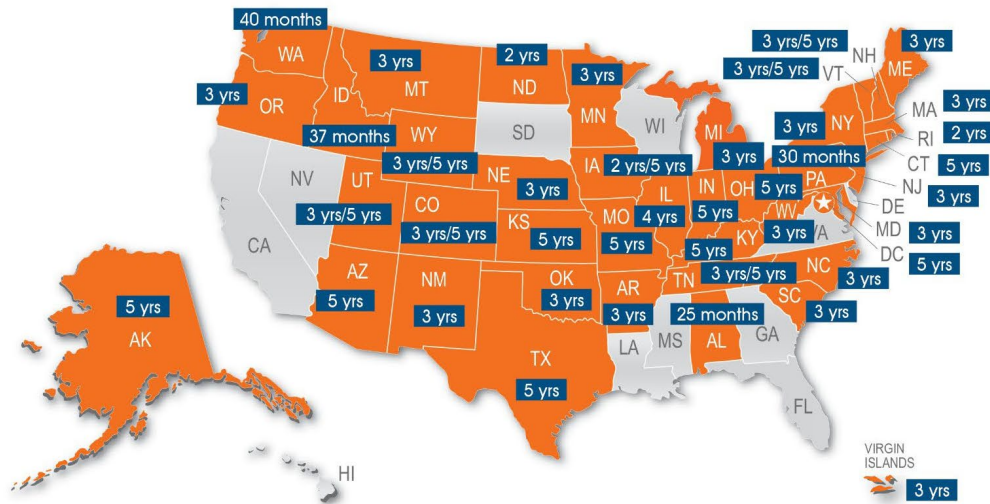 40 months
WA
3 yrs
OR
ID
37 months
3 yrs
MT
WY
3 yrs/5 yrs
2 yrs
ND
SD
3 yrs
MN
WI
3 yrs/5 yrs
NH
3 yrs/5 yrs
VT
3 yrs
ME
MA
3 yrs
RI
2 yrs
CT
5 yrs
NJ
3 yrs
DE
MD
3 yrs
DC
5 yrs
3 yrs
NY
30 months
PA
MI
3 yrs
IA
2 yrs/5 yrs
NE
3 yrs
NV
UT
3 yrs/5 yrs
CO
3 yrs/5 yrs
KS
5 yrs
MO
5 yrs
IL
4 yrs
IN
5 yrs
OH
5 yrs
WV
3 yrs
VA
KY
5 yrs
CA
AZ
5 yrs
NM
3 yrs
OK
3 yrs
AR
3 yrs
TN
3 yrs/5 yrs
NC
3 yrs
SC
3 yrs
25 months
MS
AL
GA
LA
TX
5 yrs
FL
5 yrs
AK
HI
VIRGIN
ISLANDS
3 yrs